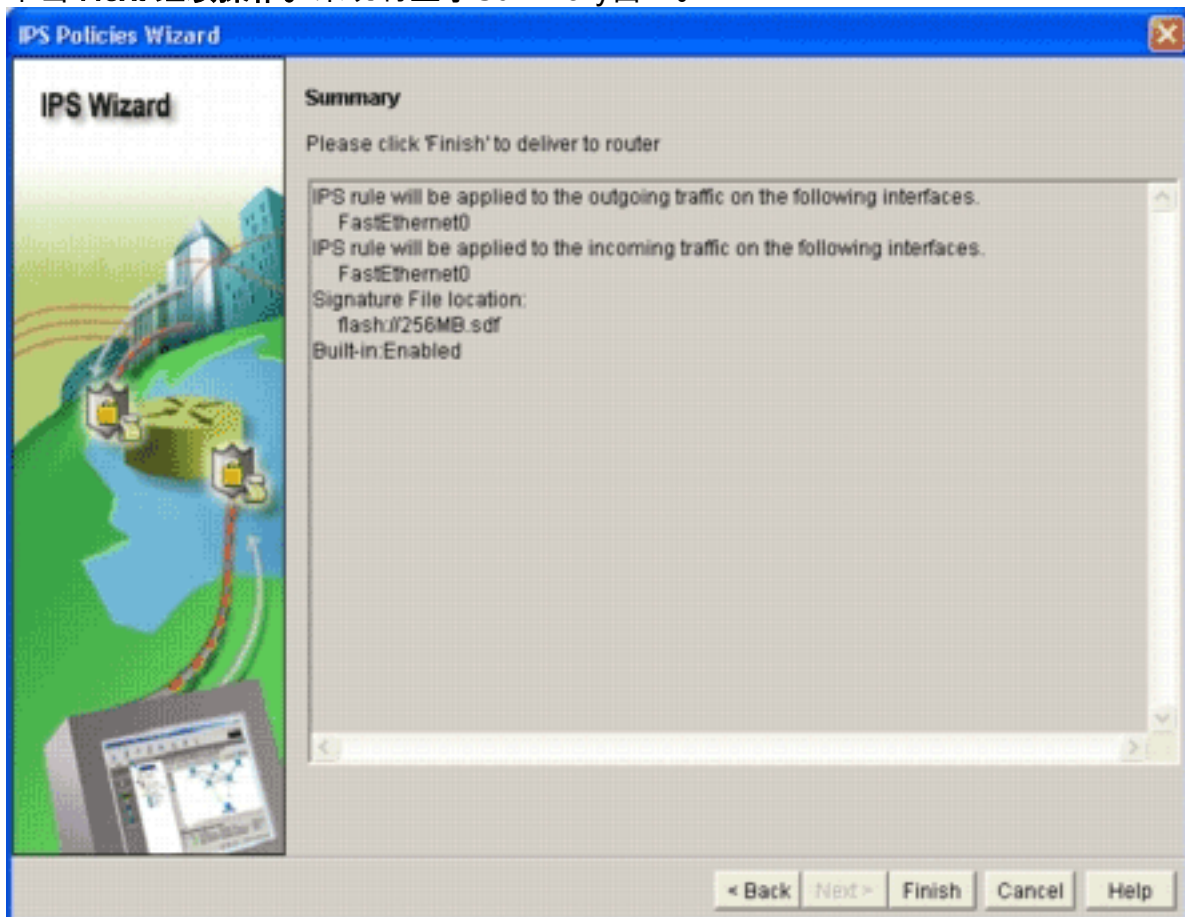 IPS Policies Wizard
IPS Wizard
Summary
Please click 'Finish' to deliver to router
IPS rule will be applied to the outgoing traffic on the following interfaces.
FastEthernet0
IPS rule will be applied to the incoming traffic on the following interfaces.
FastEthernet0
Signature File location:
flash://256MB.sdf
Built-in:Enabled
< Back
Next >
Finish
Cancel
Help